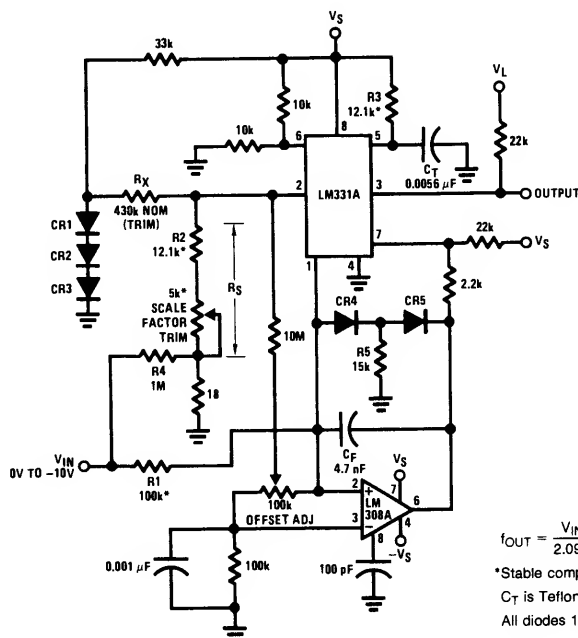 VS
33k
VL
10k
R3
12.1k*
8
22k
10k
6
5
CT
0.0056 µF
RX
430k NOM
(TRIM)
2
LM331A
3
OUTPUT
CR1
R2
12.1k*
7
22k
VS
CR2
1
4
RS
2.2k
CR3
5k*
SCALE
FACTOR
TRIM
CR4
CR5
10M
R5
15k
R4
1M
18
VIN
0V TO –10V
R1
100k*
CF
4.7 nF
VS
100k
2
+
7
LM
308A
6
OFFSET ADJ
3
–
4
–VS
8
0.001 µF
100k
100 pF
fOUT = VIN
2.09
*Stable comp
CT is Teflon
All diodes 1